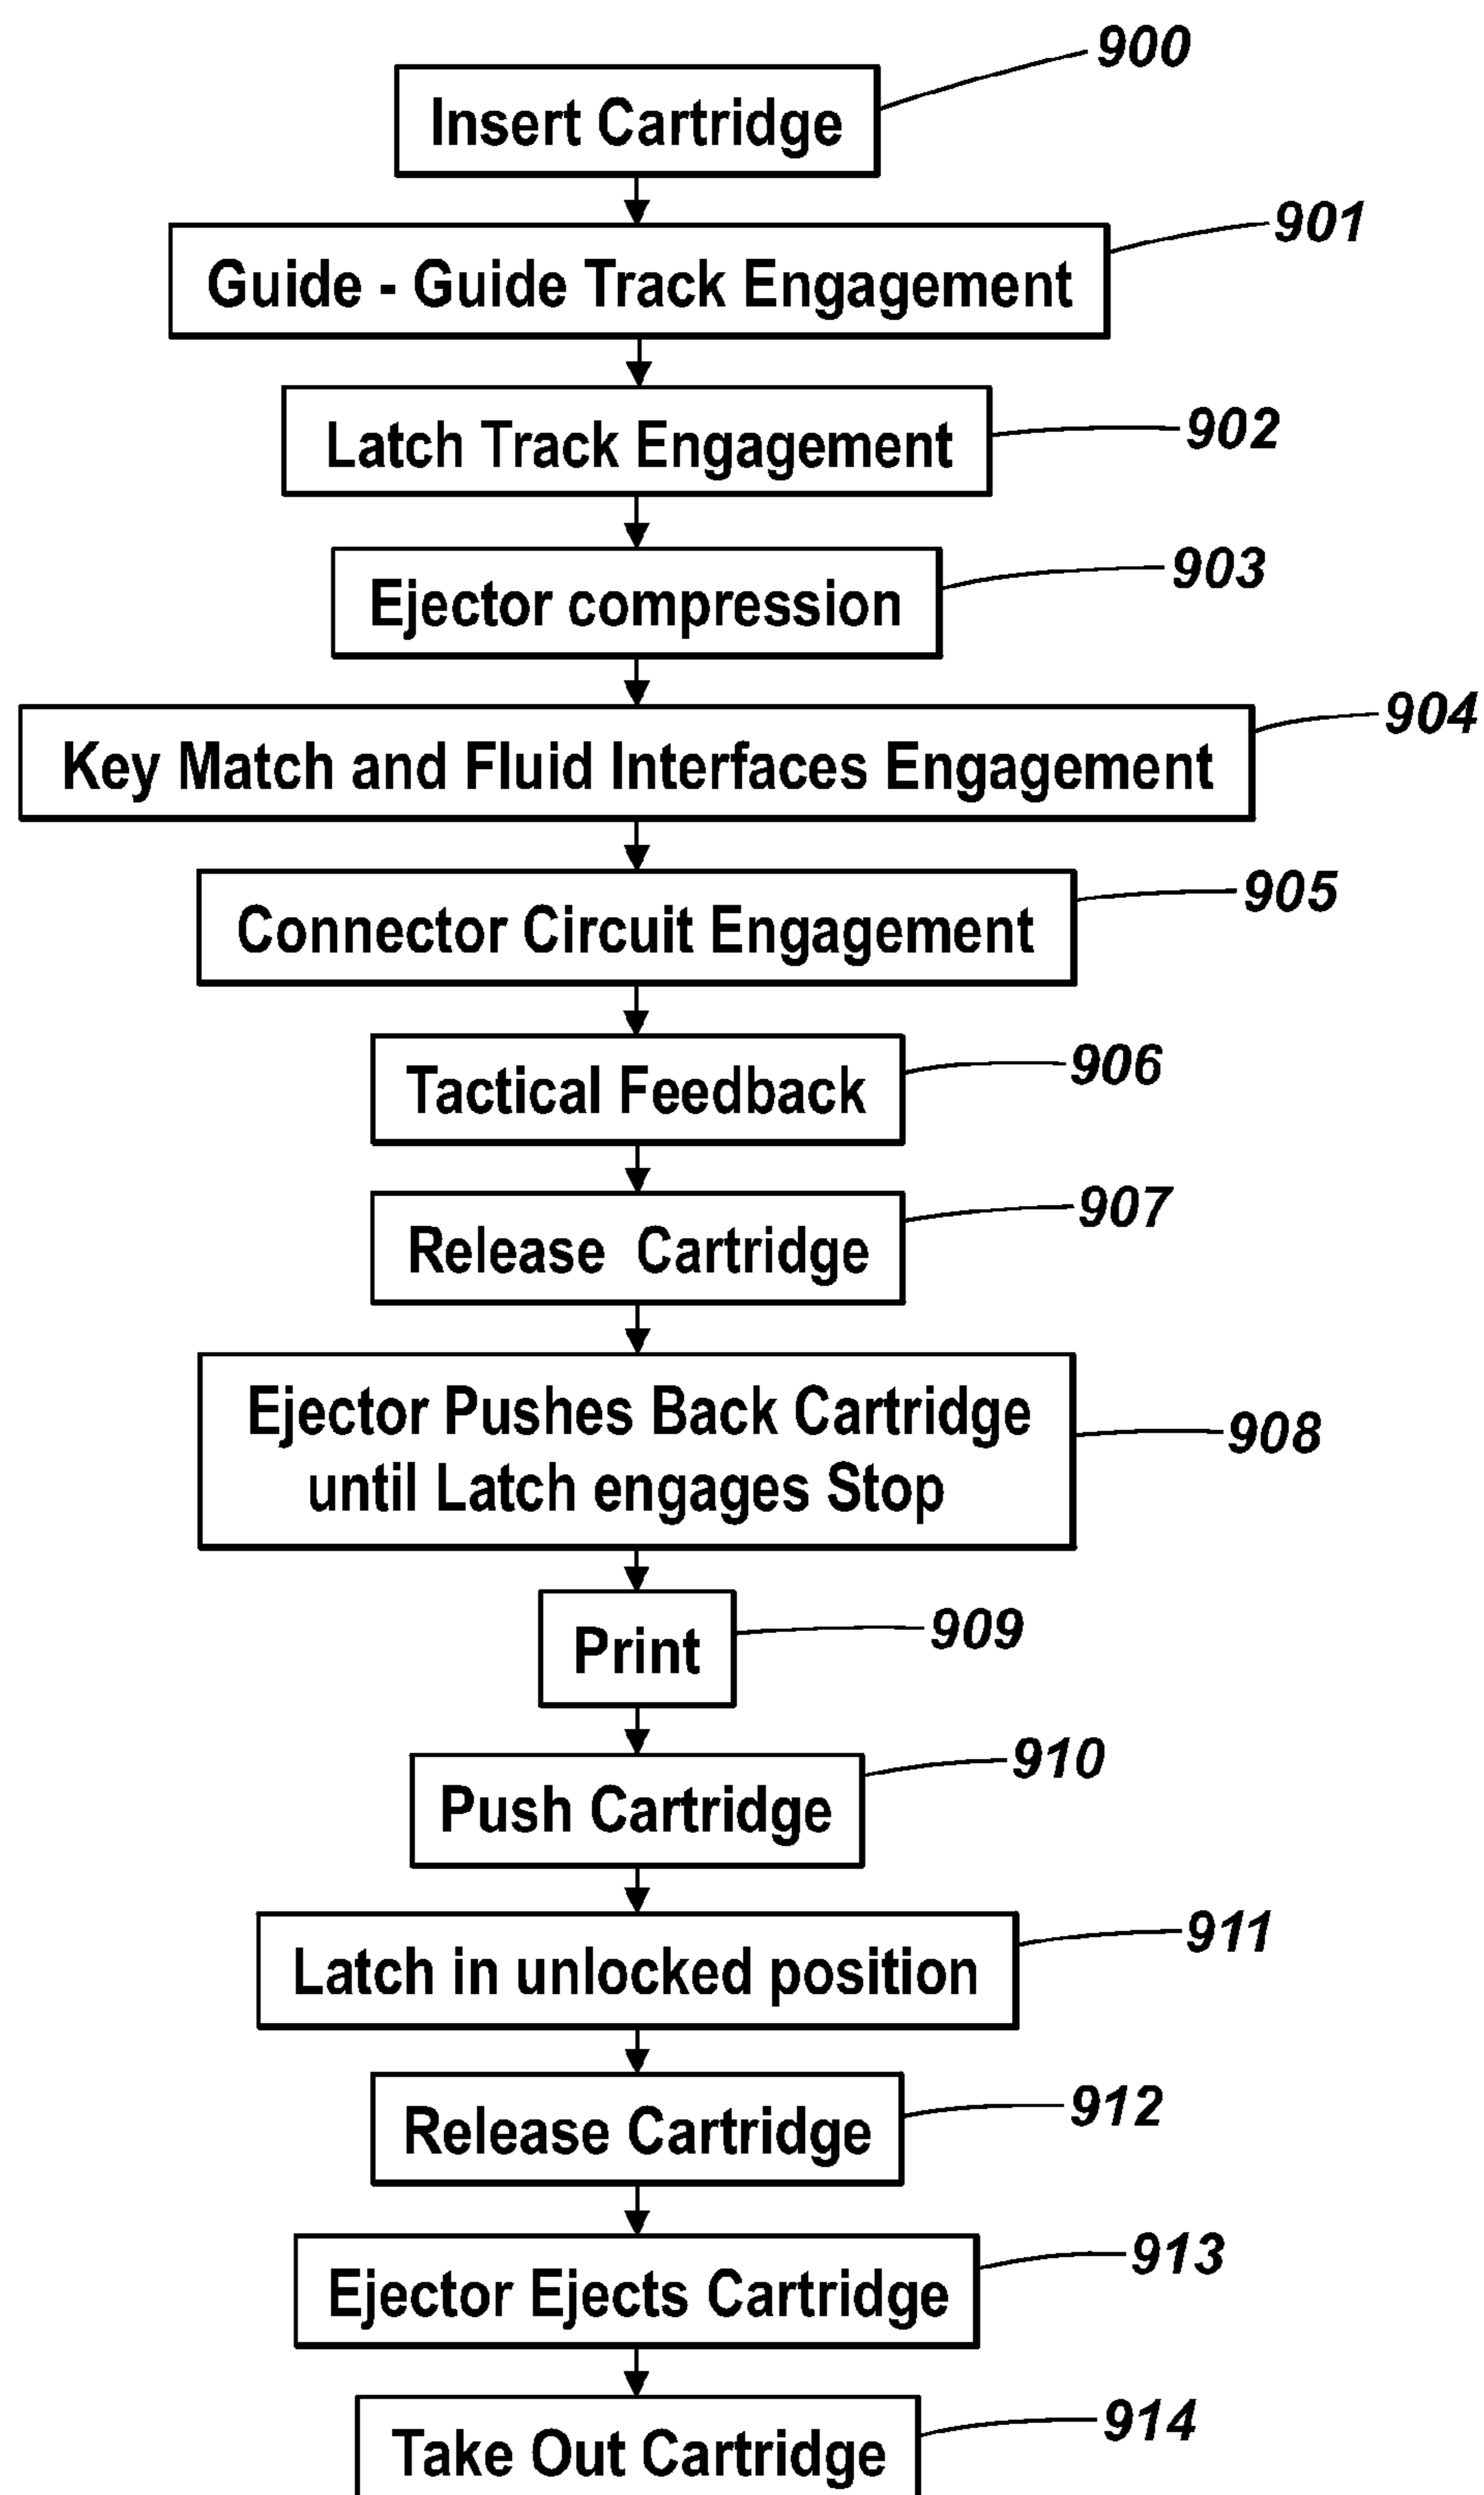 900
Insert Cartridge
901
Guide - Guide Track Engagement
902
Latch Track Engagement
903
Ejector compression
904
Key Match and Fluid Interfaces Engagement
905
Connector Circuit Engagement
906
Tactical Feedback
907
Release Cartridge
Ejector Pushes Back Cartridge
908
until Latch engages Stop
909
Print
910
Push Cartridge
911
Latch in unlocked position
912
Release Cartridge
913
Ejector Ejects Cartridge
914
Take Out Cartridge